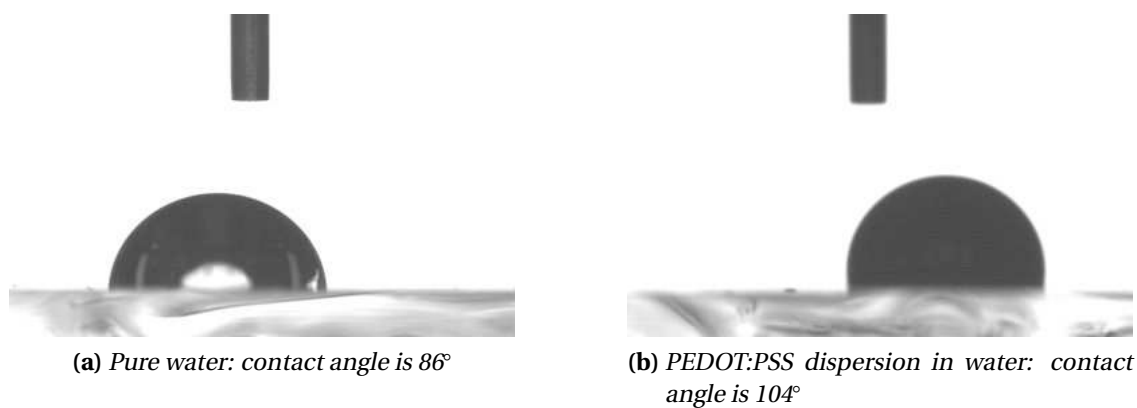 (a) Pure water: contact angle is 86°
(b) PEDOT:PSS dispersion in water: contact
angle is 104°